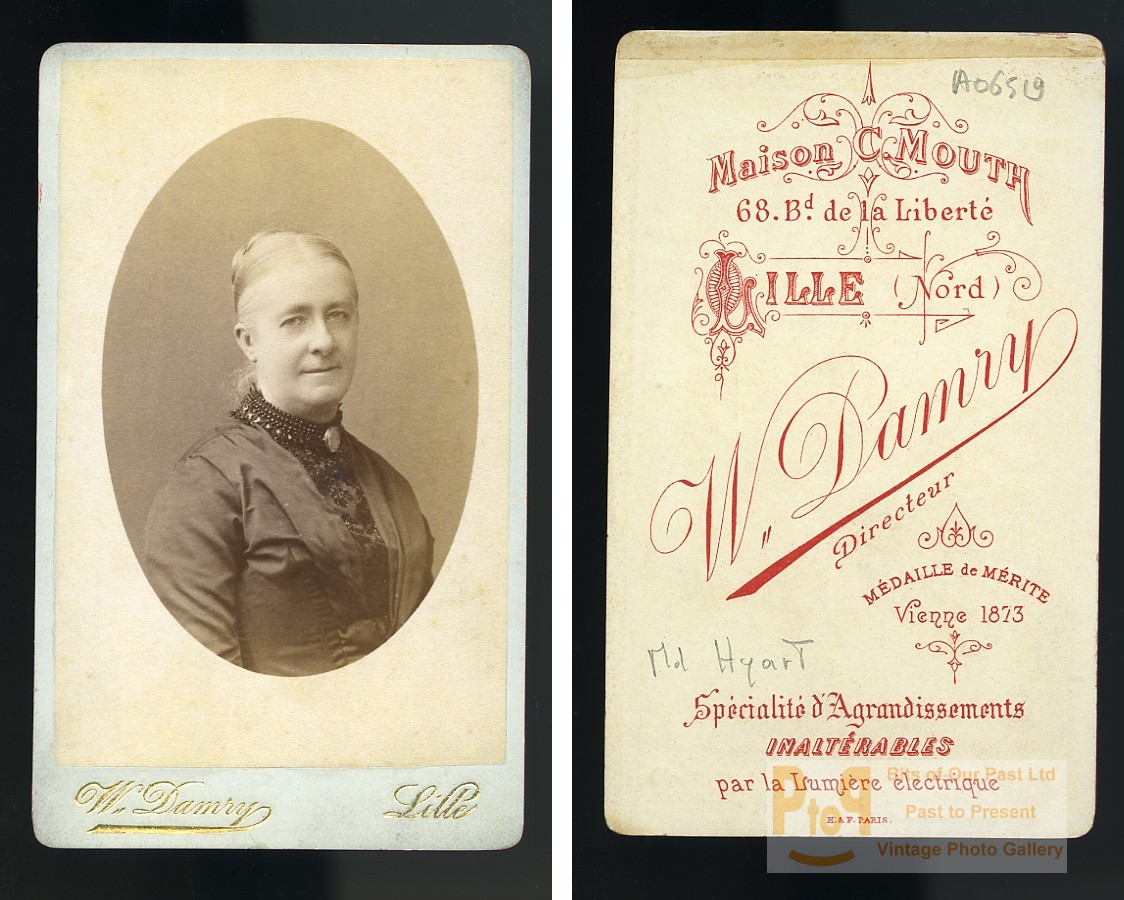 W. Damry
Lille
A06519
Maison C. MOUTH
68. Bd. de la Liberté
LILLE (Nord)
W. Damry
Directeur
MÉDAILLE de MÉRITE
Vienne 1873
Md Hyart
Spécialité d'Agrandissements
INALTÉRABLES
par la Lumière électrique
H. & F. PARIS.
PtoP
Bits of Our Past Ltd
Past to Present
Vintage Photo Gallery